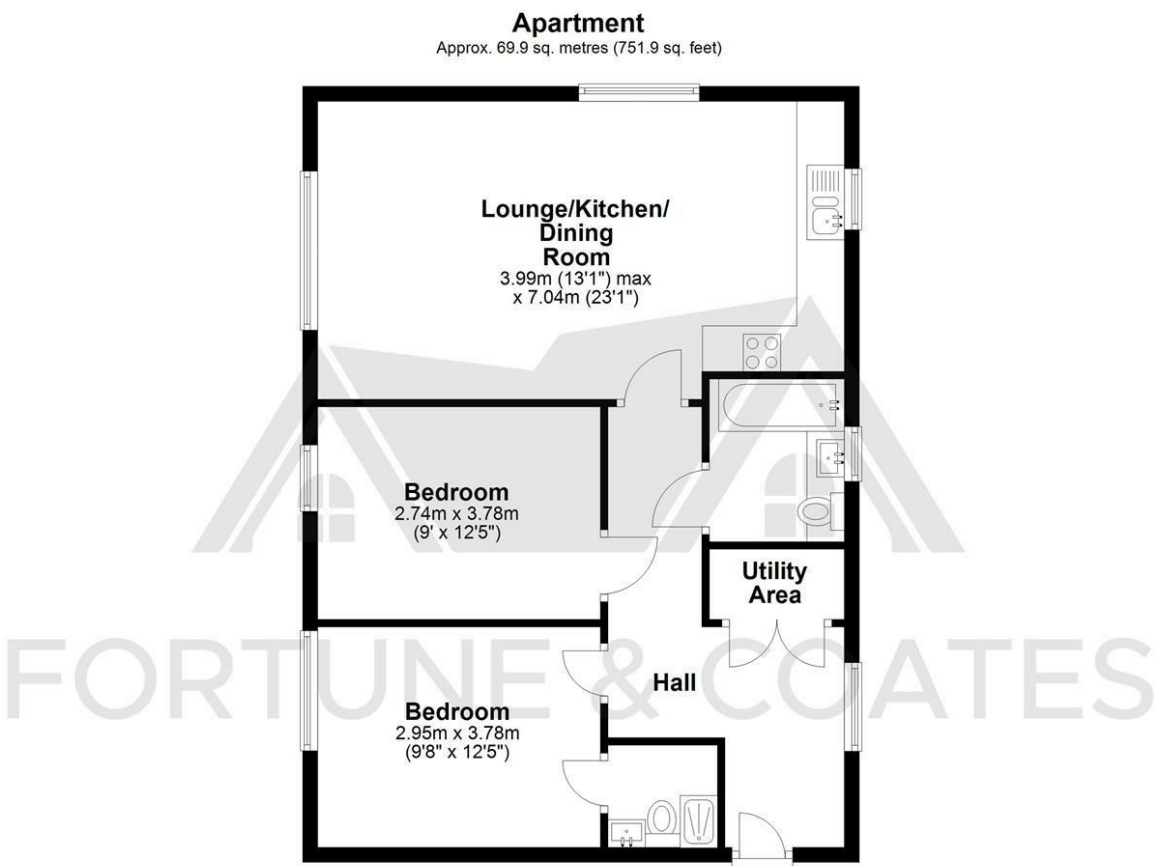 Apartment
Approx. 69.9 sq. metres (751.9 sq. feet)
Lounge/Kitchen/
Dining
Room
3.99m (13'1") max
x 7.04m (23'1")
Bedroom
2.74m x 3.78m
(9' x 12'5")
Utility
Area
Hall
Bedroom
2.95m x 3.78m
(9'8" x 12'5")
FORTUNE & COATES